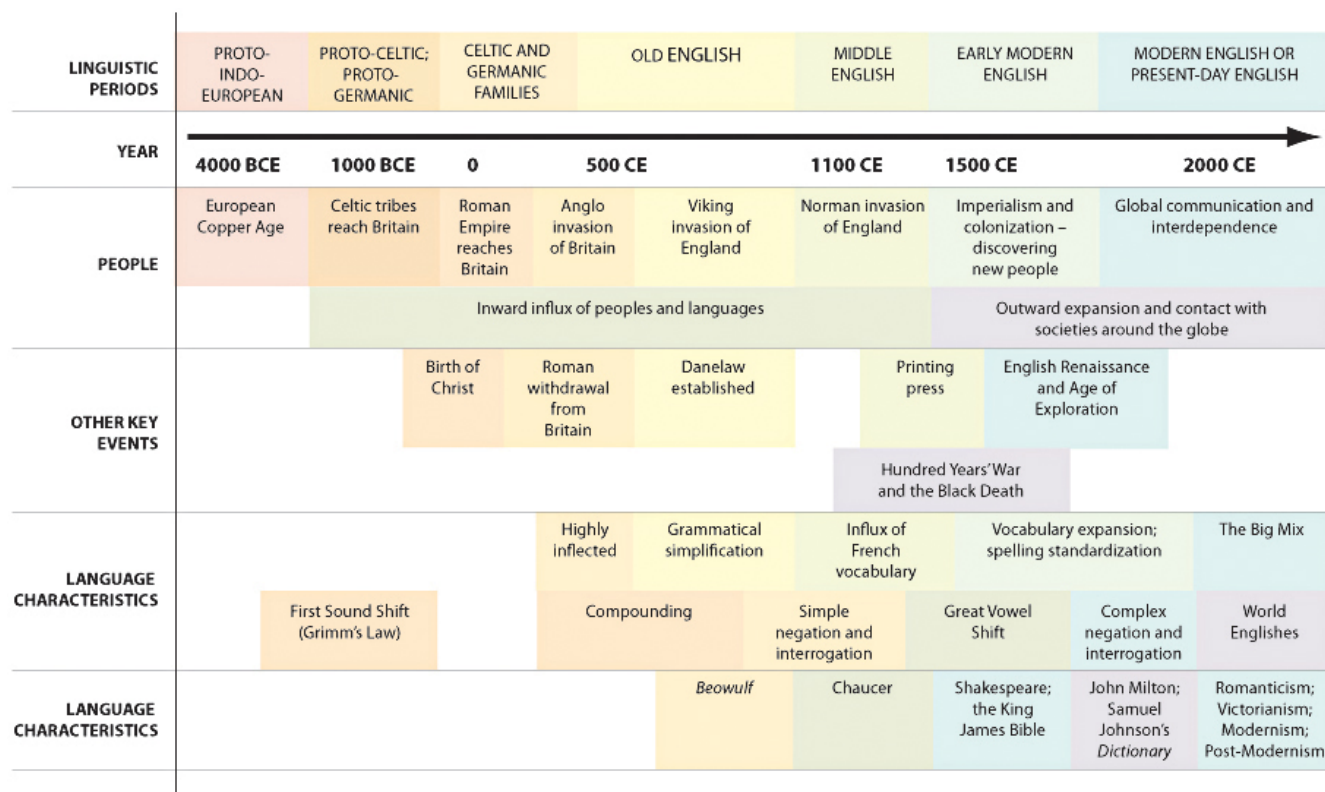 LINGUISTIC
PERIODS
PROTO-
INDO-
EUROPEAN
PROTO-CELTIC;
PROTO-
GERMANIC
CELTIC AND
GERMANIC
FAMILIES
OLD ENGLISH
MIDDLE
ENGLISH
EARLY MODERN
ENGLISH
MODERN ENGLISH OR
PRESENT-DAY ENGLISH
YEAR
4000 BCE
1000 BCE
0
500 CE
1100 CE
1500 CE
2000 CE
PEOPLE
European
Copper Age
Celtic tribes
reach Britain
Roman
Empire
reaches
Britain
Anglo
invasion
of Britain
Viking
invasion of
England
Norman invasion
of England
Imperialism and
colonization –
discovering
new people
Global communication and
interdependence
Inward influx of peoples and languages
Outward expansion and contact with
societies around the globe
OTHER KEY
EVENTS
Birth of
Christ
Roman
withdrawal
from
Britain
Danelaw
established
Printing
press
English Renaissance
and Age of
Exploration
Hundred Years' War
and the Black Death
LANGUAGE
CHARACTERISTICS
Highly
inflected
Grammatical
simplification
Influx of
French
vocabulary
Vocabulary expansion;
spelling standardization
The Big Mix
First Sound Shift
(Grimm's Law)
Compounding
Simple
negation and
interrogation
Great Vowel
Shift
Complex
negation and
interrogation
World
Englishes
LANGUAGE
CHARACTERISTICS
Beowulf
Chaucer
Shakespeare;
the King
James Bible
John Milton;
Samuel
Johnson's
Dictionary
Romanticism;
Victorianism;
Modernism;
Post-Modernism